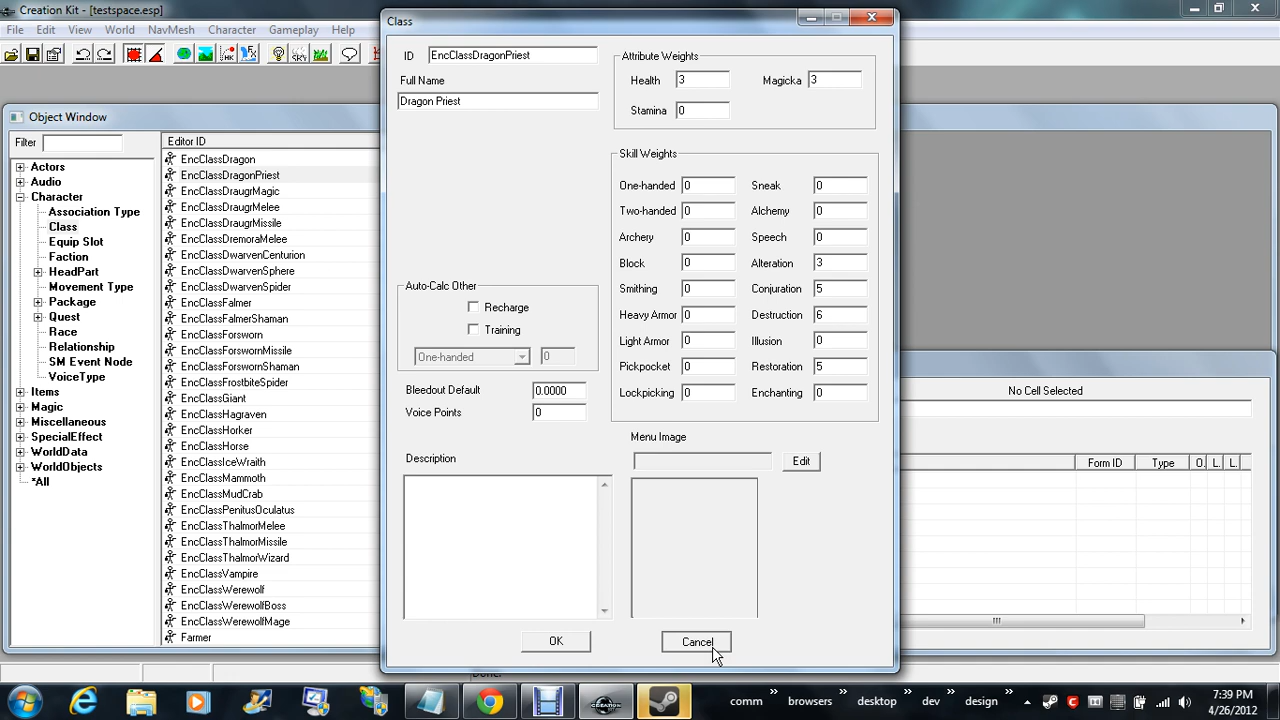 Creation Kit - [testspace.esp]
File Edit View World NavMesh Character Gameplay Help
Object Window
Filter
Actors
Audio
Character
Association Type
Class
Equip Slot
Faction
HeadPart
Movement Type
Package
Quest
Race
Relationship
SM Event Node
VoiceType
Items
Magic
Miscellaneous
SpecialEffect
WorldData
WorldObjects
*All
Editor ID
EncClassDragon
EncClassDragonPriest
EncClassDraugrMagic
EncClassDraugrMelee
EncClassDraugrMissile
EncClassDremoraMelee
EncClassDwarvenCenturion
EncClassDwarvenSphere
EncClassDwarvenSpider
EncClassFalmer
EncClassFalmerShaman
EncClassForsworn
EncClassForswornMissile
EncClassForswornShaman
EncClassFrostbiteSpider
EncClassGiant
EncClassHagraven
EncClassHorker
EncClassHorse
EncClassIceWraith
EncClassMammoth
EncClassMudCrab
EncClassPenitusOculatus
EncClassThalmorMelee
EncClassThalmorMissile
EncClassThalmorWizard
EncClassVampire
EncClassWerewolf
EncClassWerewolfBoss
EncClassWerewolfMage
Farmer
Class
ID EncClassDragonPriest
Full Name
Dragon Priest
Attribute Weights
Health 3 Magicka 3
Stamina 0
Skill Weights
One-handed 0 Sneak 0
Two-handed 0 Alchemy 0
Archery 0 Speech 0
Block 0 Alteration 3
Smithing 0 Conjuration 5
Heavy Armor 0 Destruction 6
Light Armor 0 Illusion 0
Pickpocket 0 Restoration 5
Lockpicking 0 Enchanting 0
Auto-Calc Other
Recharge
Training
One-handed 0
Bleedout Default 0.0000
Voice Points 0
Description
Menu Image
Edit
OK Cancel
No Cell Selected
Form ID Type O. L. L.
Done.
comm » browsers » desktop » dev » design »
7:39 PM
4/26/2012